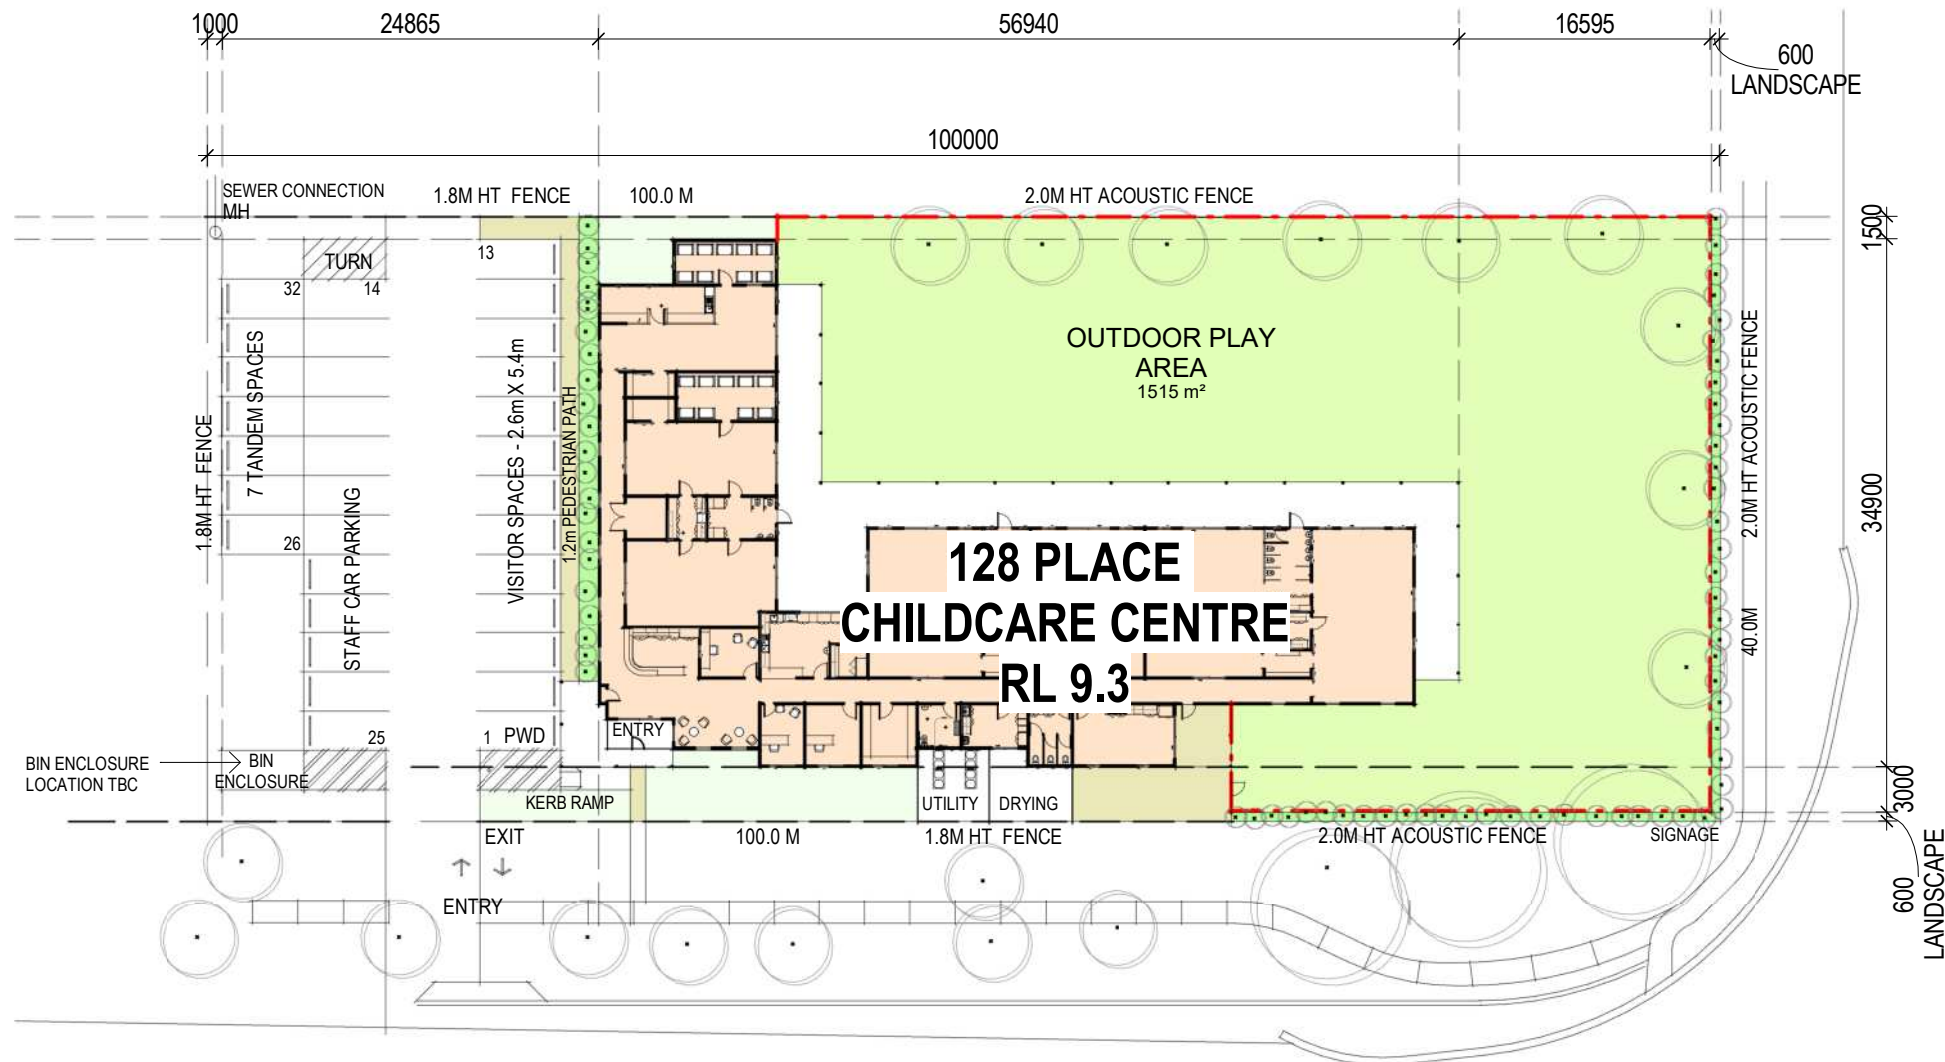 1000
24865
56940
16595
600
LANDSCAPE
100000
SEWER CONNECTION
MH
1.8M HT FENCE
100.0 M
2.0M HT ACOUSTIC FENCE
1500
TURN
13
32
14
7 TANDEM SPACES
1.8M HT FENCE
VISITOR SPACES - 2.6m X 5.4m
1.2m PEDESTRIAN PATH
STAFF CAR PARKING
26
OUTDOOR PLAY
AREA
1515 m²
2.0M HT ACOUSTIC FENCE
34900
40.0M
128 PLACE
CHILDCARE CENTRE
RL 9.3
25
1
PWD
ENTRY
BIN ENCLOSURE
LOCATION TBC
BIN
ENCLOSURE
KERB RAMP
UTILITY
DRYING
3000
EXIT
100.0 M
1.8M HT FENCE
2.0M HT ACOUSTIC FENCE
SIGNAGE
600
LANDSCAPE
ENTRY